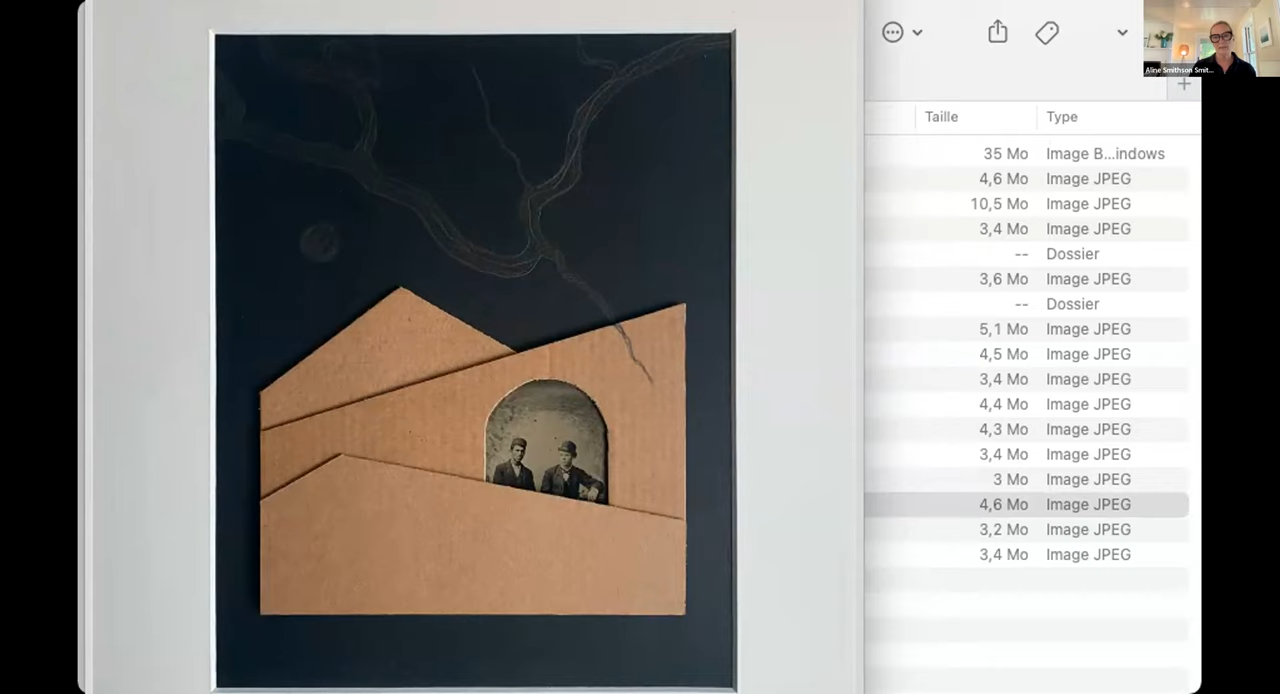 Aline Smithson Smit...
Taille Type
35 Mo Image B...indows
4,6 Mo Image JPEG
10,5 Mo Image JPEG
3,4 Mo Image JPEG
-- Dossier
3,6 Mo Image JPEG
-- Dossier
5,1 Mo Image JPEG
4,5 Mo Image JPEG
3,4 Mo Image JPEG
4,4 Mo Image JPEG
4,3 Mo Image JPEG
3,4 Mo Image JPEG
3 Mo Image JPEG
4,6 Mo Image JPEG
3,2 Mo Image JPEG
3,4 Mo Image JPEG